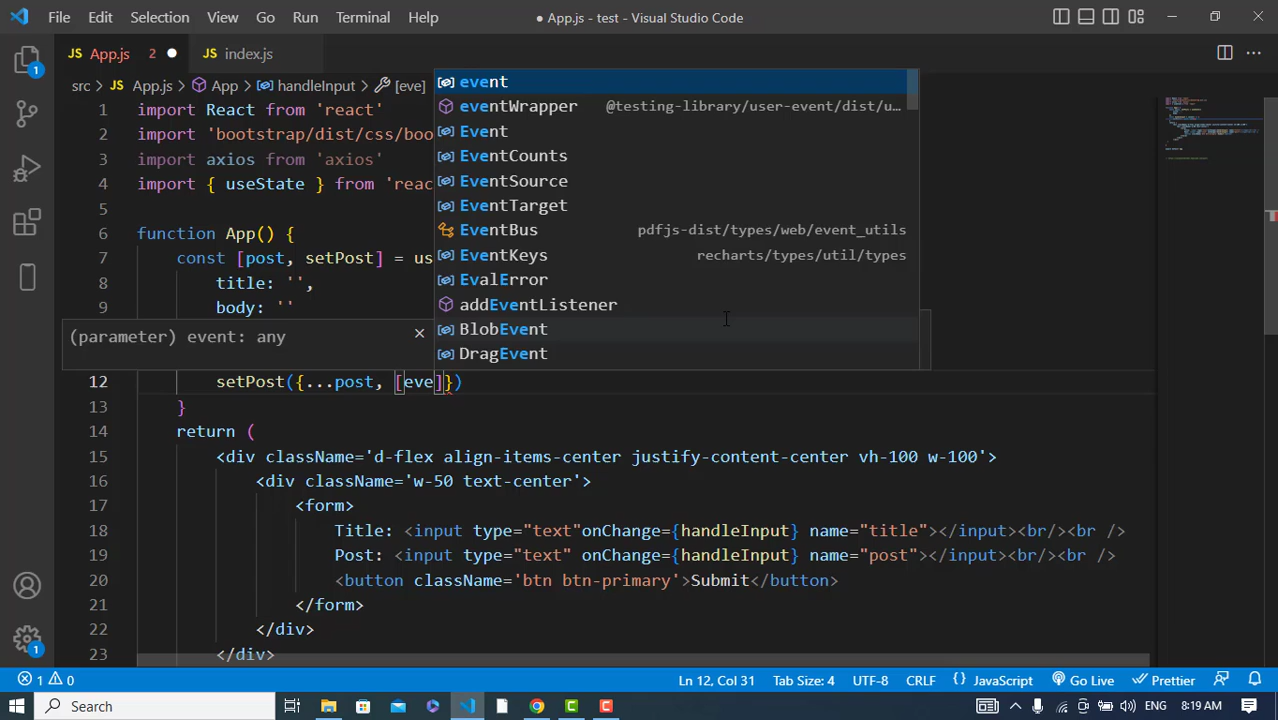 File Edit Selection View Go Run Terminal Help ● App.js - test - Visual Studio Code
JS App.js 2 ● JS index.js
src > JS App.js > App > handleInput > [eve]
1 import React from 'react'
2 import 'bootstrap/dist/css/boo
3 import axios from 'axios'
4 import { useState } from 'reac
5
6 function App() {
7 const [post, setPost] = us
8 title: '',
9 body: ''
event
eventWrapper @testing-library/user-event/dist/u...
Event
EventCounts
EventSource
EventTarget
EventBus pdfjs-dist/types/web/event_utils
EventKeys recharts/types/util/types
EvalError
addEventListener
BlobEvent
DragEvent
(parameter) event: any
12 setPost({...post, [eve]})
13 }
14 return (
15 <div className='d-flex align-items-center justify-content-center vh-100 w-100'>
16 <div className='w-50 text-center'>
17 <form>
18 Title: <input type="text"onChange={handleInput} name="title"></input><br/><br />
19 Post: <input type="text" onChange={handleInput} name="post"></input><br/><br />
20 <button className='btn btn-primary'>Submit</button>
21 </form>
22 </div>
23 </div>
1
1
1 0 Ln 12, Col 31 Tab Size: 4 UTF-8 CRLF {} JavaScript Go Live Prettier
Search ENG 8:19 AM